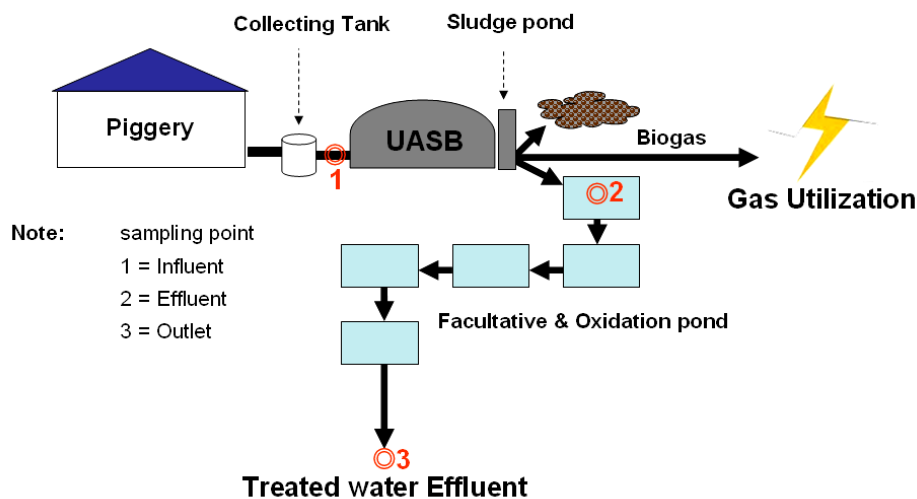 Collecting Tank
Sludge pond
Piggery
UASB
Biogas
1
2
Gas Utilization
Note: sampling point
1 = Influent
2 = Effluent
3 = Outlet
Facultative & Oxidation pond
3
Treated water Effluent